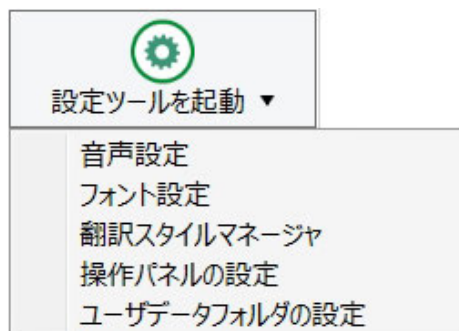 設定ツールを起動 ▼
音声設定
フォント設定
翻訳スタイルマネージャ
操作パネルの設定
ユーザデータフォルダの設定